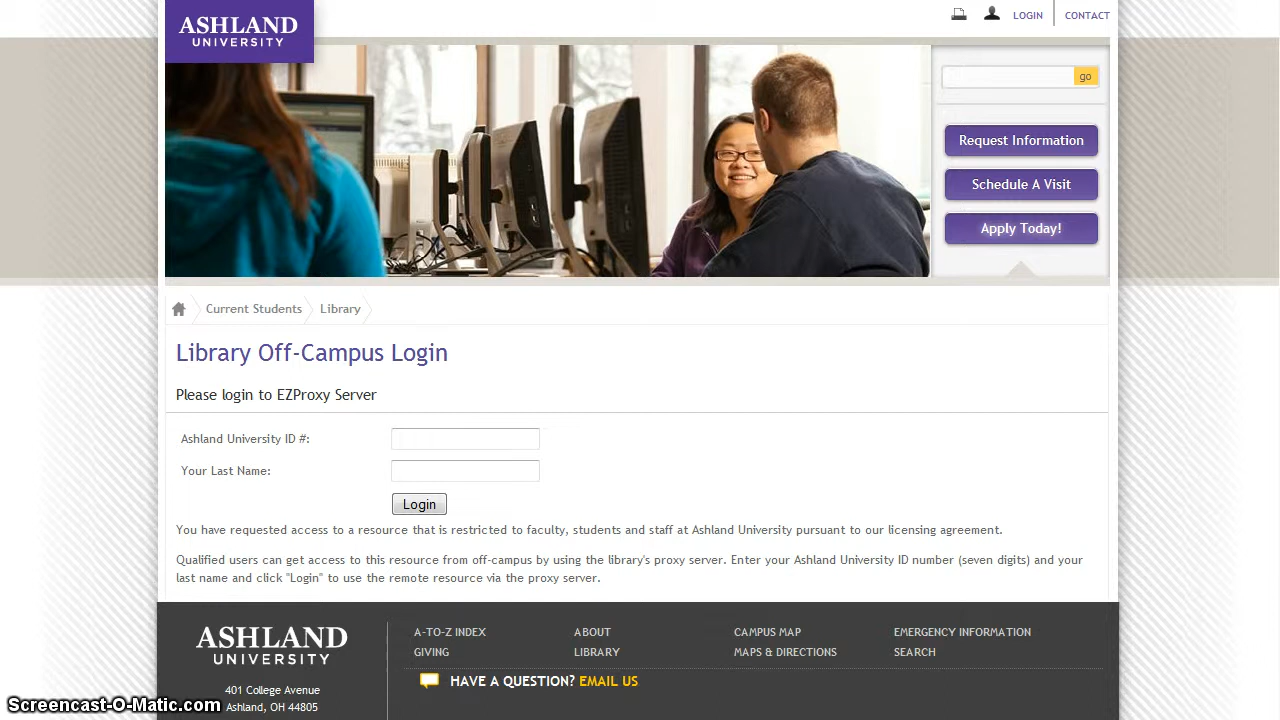 ASHLAND
UNIVERSITY
LOGIN
CONTACT
go
Request Information
Schedule A Visit
Apply Today!
Current Students
Library
Library Off-Campus Login
Please login to EZProxy Server
Ashland University ID #:
Your Last Name:
Login
You have requested access to a resource that is restricted to faculty, students and staff at Ashland University pursuant to our licensing agreement.
Qualified users can get access to this resource from off-campus by using the library's proxy server. Enter your Ashland University ID number (seven digits) and your
last name and click "Login" to use the remote resource via the proxy server.
ASHLAND
UNIVERSITY
401 College Avenue
Ashland, OH 44805
A-TO-Z INDEX
ABOUT
CAMPUS MAP
EMERGENCY INFORMATION
GIVING
LIBRARY
MAPS & DIRECTIONS
SEARCH
HAVE A QUESTION? EMAIL US
Screencast-O-Matic.com